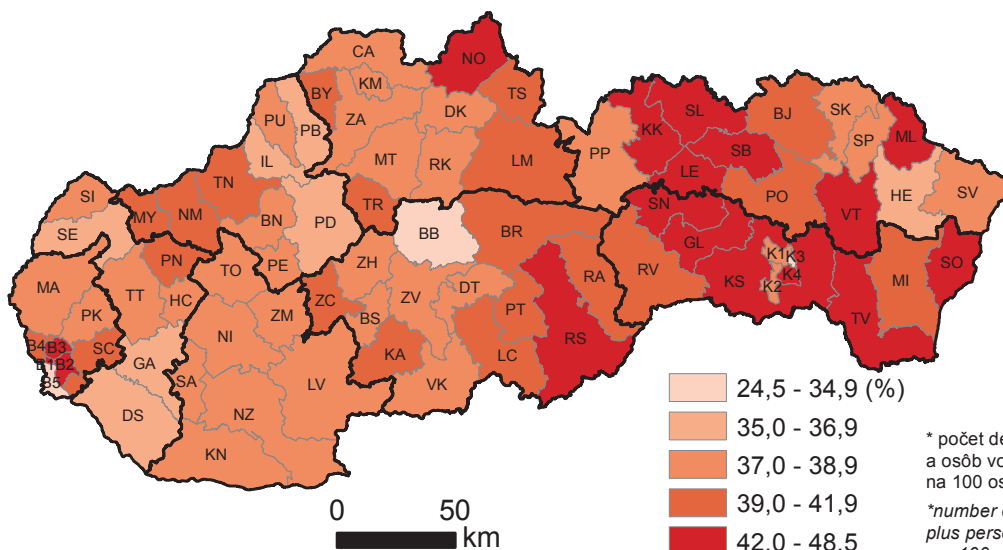 CA
NO
BY
KM
TS
PU
PB
ZA
DK
KK
SL
BJ
SK
ML
IL
MT
RK
LM
PP
SB
SP
LE
PO
VT
HE
SV
SI
TN
MY
NM
BN
PD
TR
BB
BR
SN
GL
RV
K1
K3
K4
K2
KS
MI
SO
TV
SE
PN
TO
PE
ZH
RA
MA
TT
HC
ZC
ZV
DT
PK
ZM
BS
PT
B4
B3
SC
NI
KA
LC
RS
B1
B2
GA
B5
SA
LV
VK
DS
NZ
KN
24,5 - 34,9 (%)
35,0 - 36,9
37,0 - 38,9
39,0 - 41,9
42,0 - 48,5
0 50
km
* počet de
a osôb vo
na 100 os
*number
plus pers